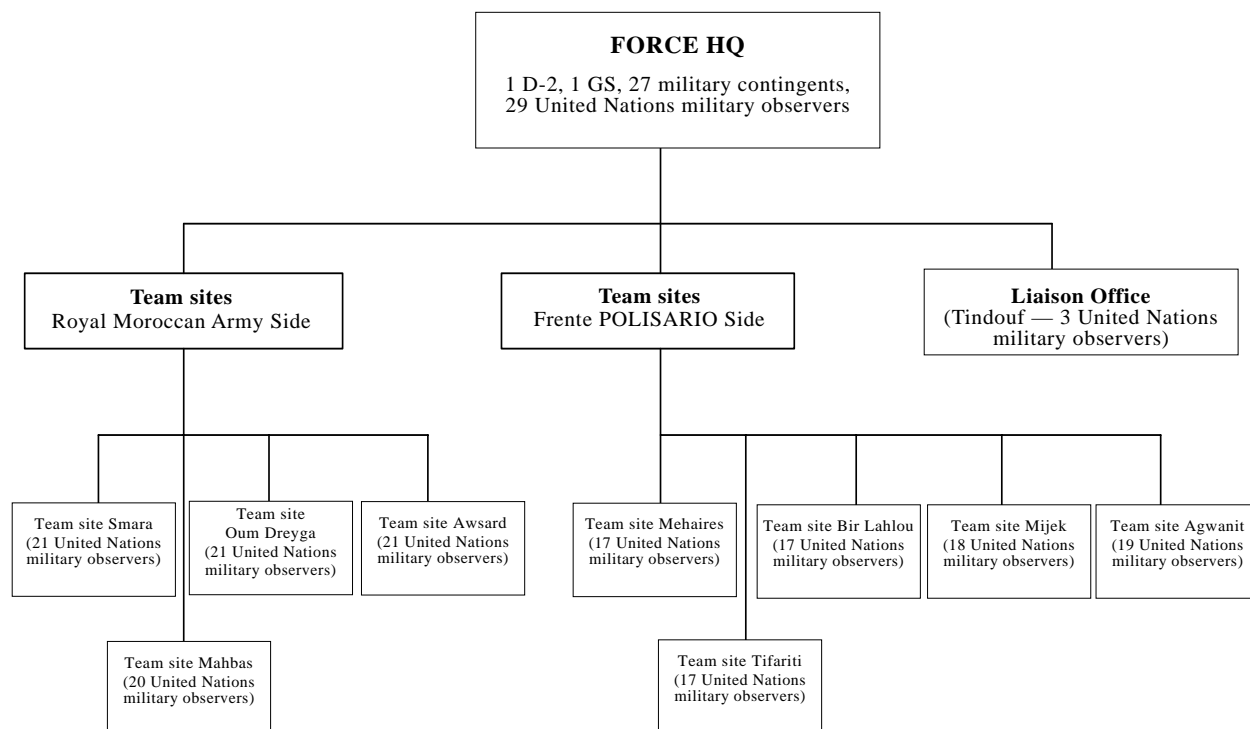 FORCE HQ
1 D-2, 1 GS, 27 military contingents,
29 United Nations military observers
Team sites
Royal Moroccan Army Side
Team sites
Frente POLISARIO Side
Liaison Office
(Tindouf — 3 United Nations
military observers)
Team site Smara
(21 United Nations
military observers)
Team site
Oum Dreyga
(21 United Nations
military observers)
Team site Awsard
(21 United Nations
military observers)
Team site Mehaires
(17 United Nations
military observers)
Team site Bir Lahlou
(17 United Nations
military observers)
Team site Mijek
(18 United Nations
military observers)
Team site Agwanit
(19 United Nations
military observers)
Team site Mahbas
(20 United Nations
military observers)
Team site Tifariti
(17 United Nations
military observers)